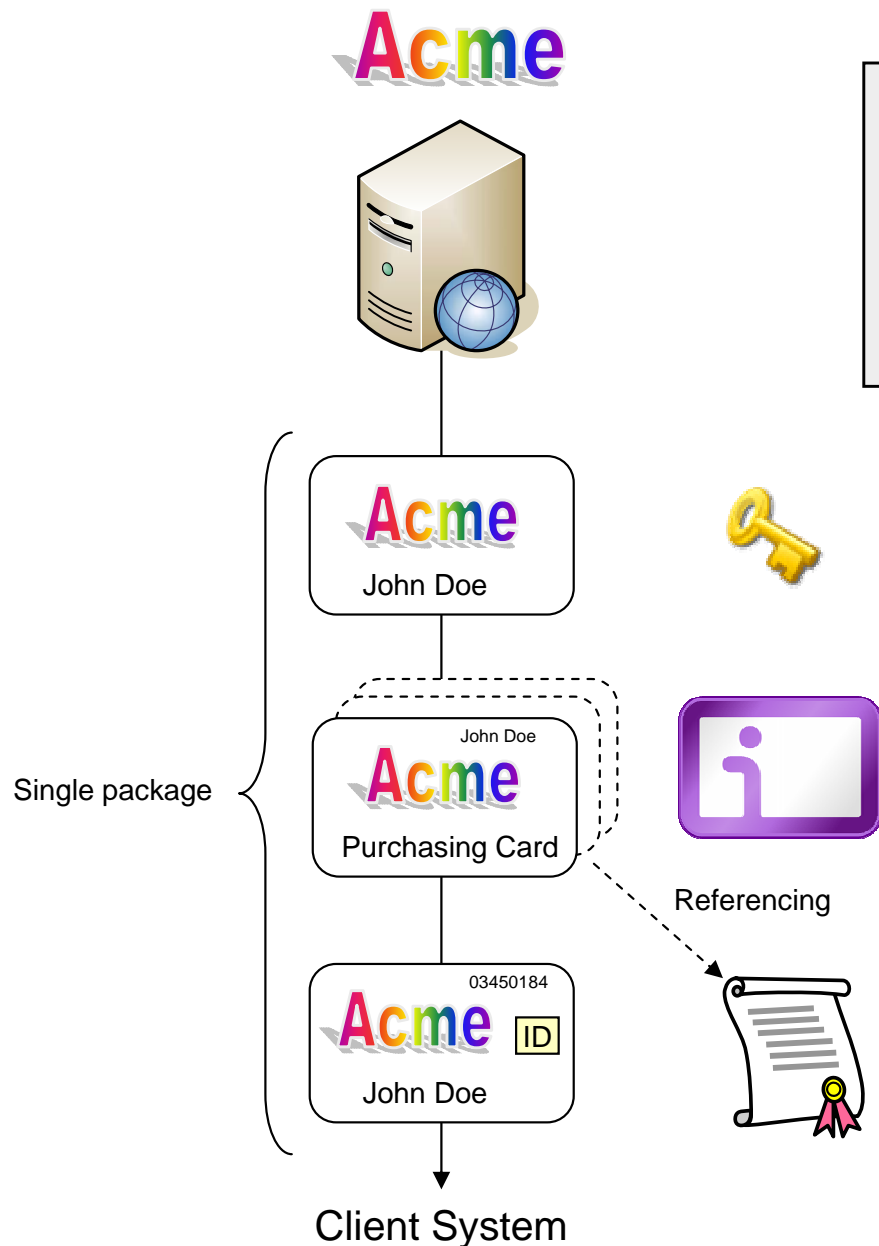 Acme
Acme
John Doe
John Doe
Acme
Purchasing Card
Single package
Referencing
03450184
Acme
ID
John Doe
Client System